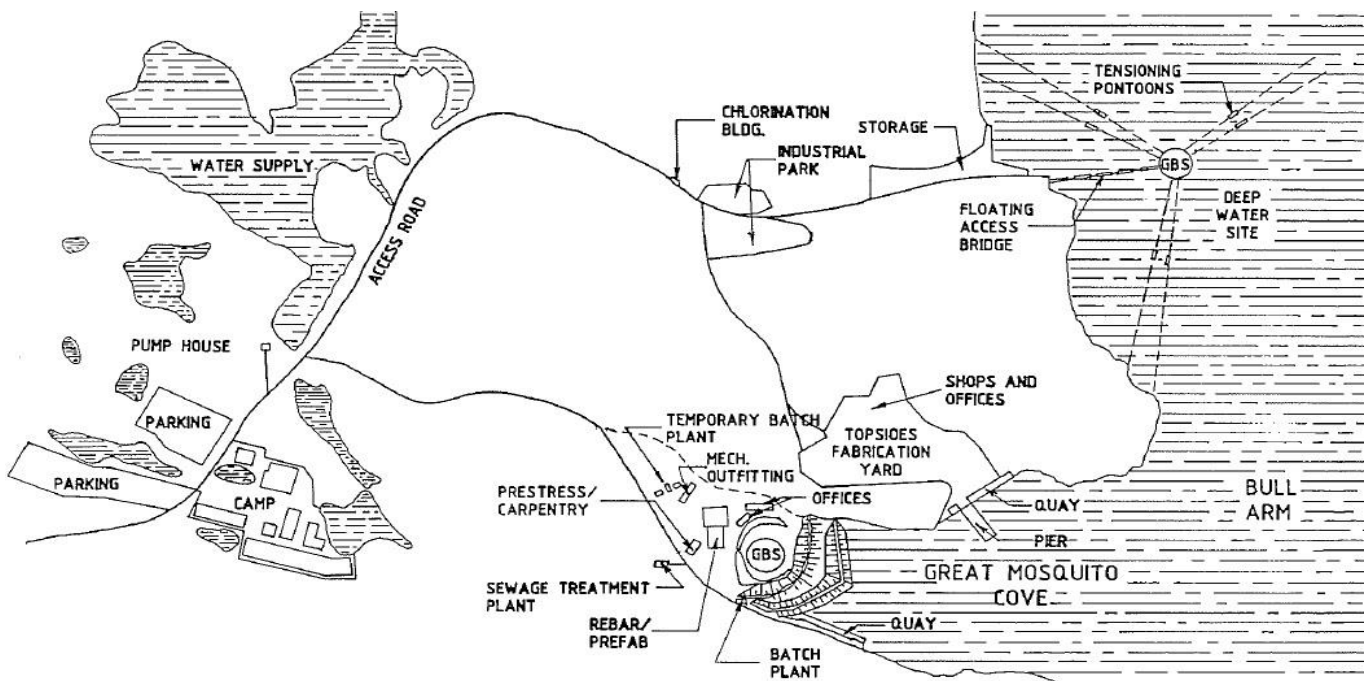 TENSIONING
PONTOONS
CHLORINATION
BLDG.
STORAGE
INDUSTRIAL
PARK
WATER SUPPLY
GBS
ACCESS ROAD
FLOATING
ACCESS
BRIDGE
DEEP
WATER
SITE
PUMP HOUSE
SHOPS AND
OFFICES
PARKING
TEMPORARY BATCH
PLANT
TOPSIDES
FABRICATION
YARD
MECH.
OUTFITTING
PARKING
CAMP
PRESTRESS/
CARPENTRY
OFFICES
QUAY
BULL
ARM
PIER
GBS
GREAT MOSQUITO
COVE
SEWAGE TREATMENT
PLANT
REBAR/
PREFAB
QUAY
BATCH
PLANT